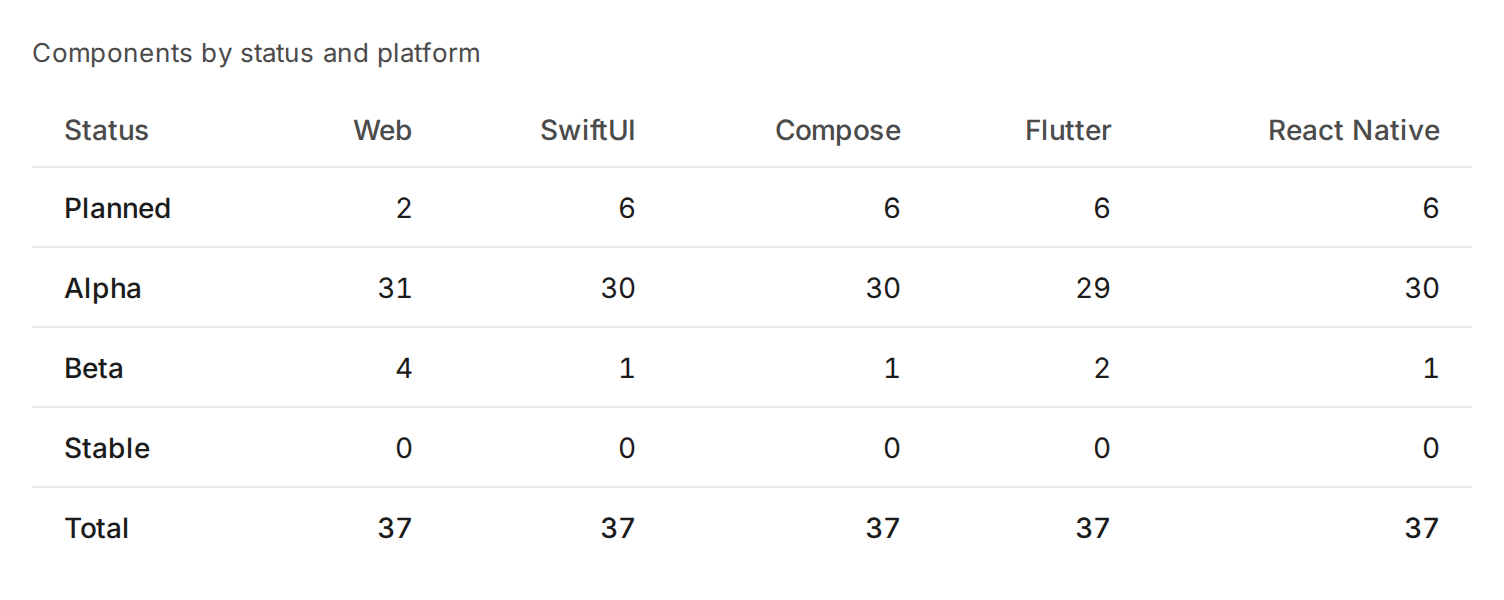 Components by status and platform
Status Web SwiftUI Compose Flutter React Native
Planned 2 6 6 6 6
Alpha 31 30 30 29 30
Beta 4 1 1 2 1
Stable 0 0 0 0 0
Total 37 37 37 37 37